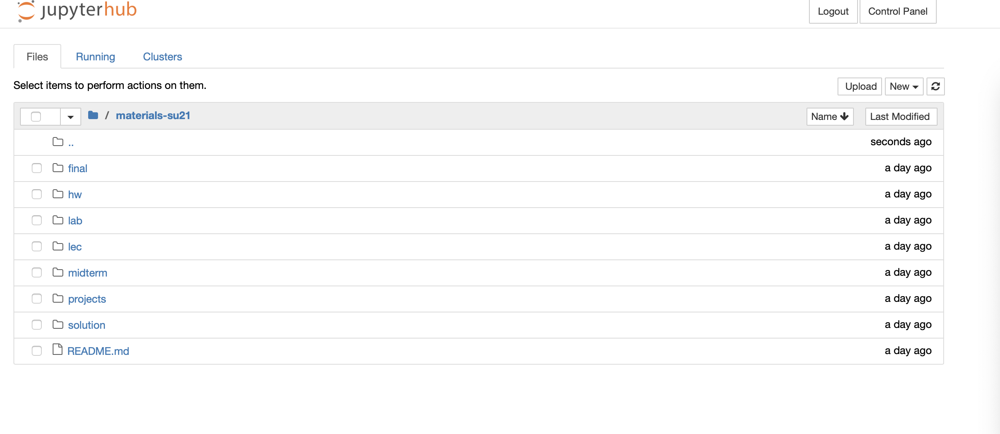 jupyterhub
Logout Control Panel
Files Running Clusters
Select items to perform actions on them.
Upload New
/ materials-su21 Name Last Modified
.. seconds ago
final a day ago
hw a day ago
lab a day ago
lec a day ago
midterm a day ago
projects a day ago
solution a day ago
README.md a day ago